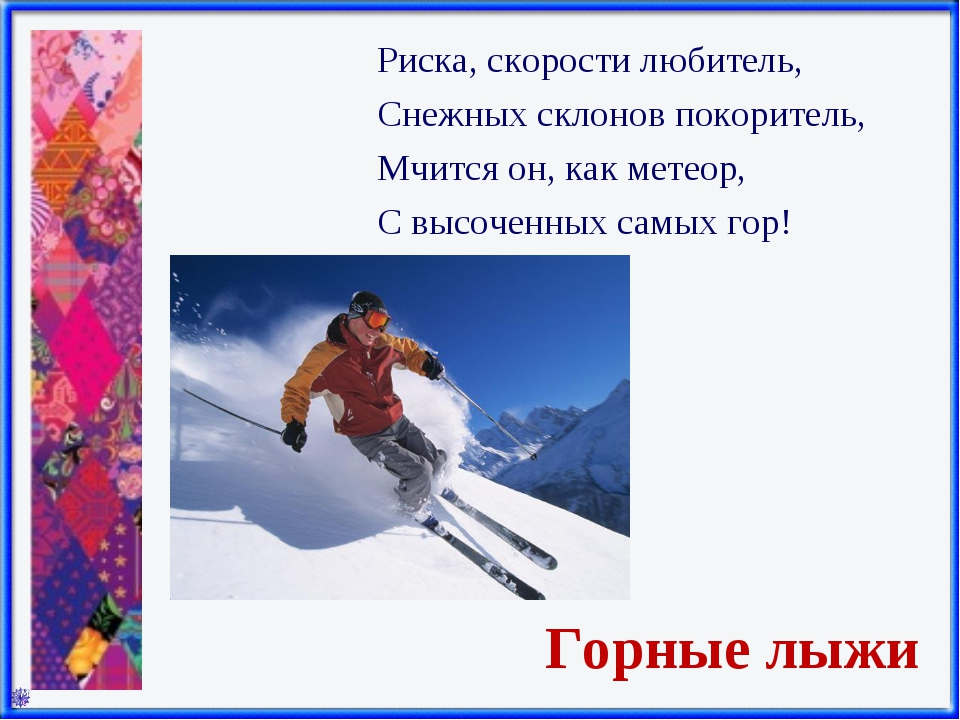 Риска, скорости любитель,
Снежных склонов покоритель,
Мчится он, как метеор,
С высоченных самых гор!
Горные лыжи